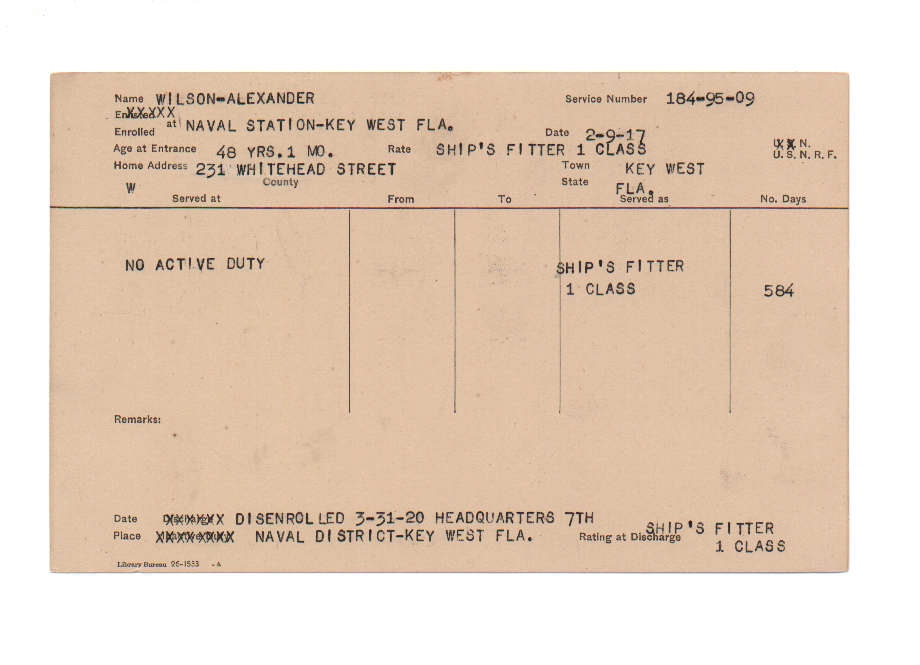 Name WILSON-ALEXANDER Service Number 184-95-09
Enlisted XXXXX
Enrolled at NAVAL STATION-KEY WEST FLA. Date 2-9-17
Age at Entrance 48 YRS. 1 MO. Rate SHIP'S FITTER 1 CLASS U.S.N.
U.S.N.R.F.
Home Address 231 WHITEHEAD STREET Town KEY WEST
W County State FLA.
Served at From To Served as No. Days
NO ACTIVE DUTY SHIP'S FITTER
1 CLASS 584
Remarks:
Date XXXXXX DISENROLLED 3-31-20 HEADQUARTERS 7TH
Place XXXXXXXX NAVAL DISTRICT-KEY WEST FLA. Rating at Discharge SHIP'S FITTER
1 CLASS
Library Bureau 26-1533 -A